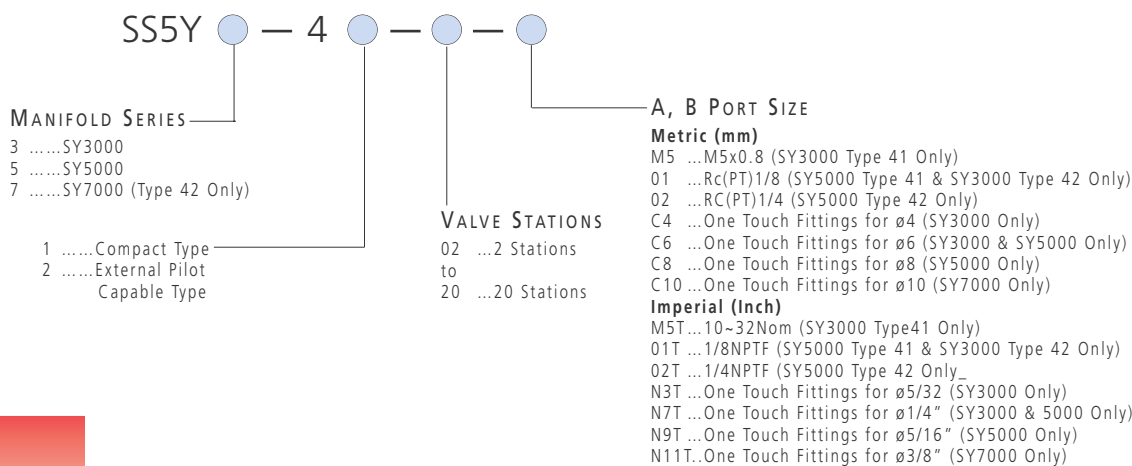 SS5Y — 4 — —
MANIFOLD SERIES
3 ......SY3000
5 ......SY5000
7 ......SY7000 (Type 42 Only)
1 ......Compact Type
2 ......External Pilot
Capable Type
VALVE STATIONS
02 ...2 Stations
to
20 ...20 Stations
A, B PORT SIZE
Metric (mm)
M5 ...M5x0.8 (SY3000 Type 41 Only)
01 ...Rc(PT)1/8 (SY5000 Type 41 & SY3000 Type 42 Only)
02 ...RC(PT)1/4 (SY5000 Type 42 Only)
C4 ...One Touch Fittings for ø4 (SY3000 Only)
C6 ...One Touch Fittings for ø6 (SY3000 & SY5000 Only)
C8 ...One Touch Fittings for ø8 (SY5000 Only)
C10 ...One Touch Fittings for ø10 (SY7000 Only)
Imperial (Inch)
M5T ...10~32Nom (SY3000 Type41 Only)
01T ...1/8NPTF (SY5000 Type 41 & SY3000 Type 42 Only)
02T ...1/4NPTF (SY5000 Type 42 Only_
N3T ...One Touch Fittings for ø5/32 (SY3000 Only)
N7T ...One Touch Fittings for ø1/4” (SY3000 & 5000 Only)
N9T ...One Touch Fittings for ø5/16” (SY5000 Only)
N11T..One Touch Fittings for ø3/8” (SY7000 Only)